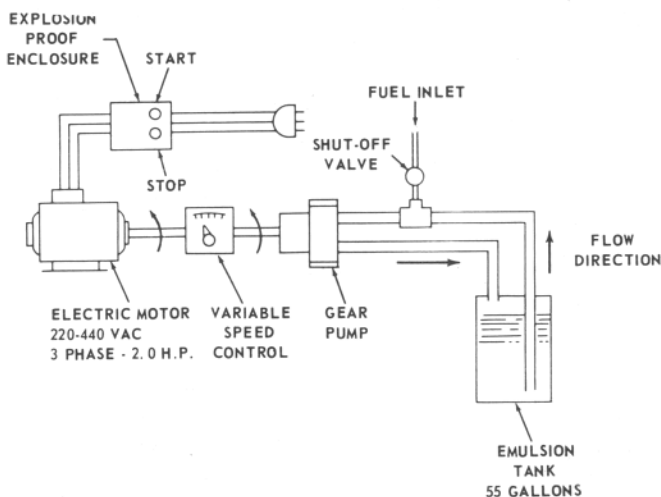 EXPLOSION
PROOF
ENCLOSURE
START
STOP
FUEL INLET
SHUT-OFF
VALVE
FLOW
DIRECTION
ELECTRIC MOTOR
220-440 VAC
3 PHASE - 2.0 H.P.
VARIABLE
SPEED
CONTROL
GEAR
PUMP
EMULSION
TANK
55 GALLONS